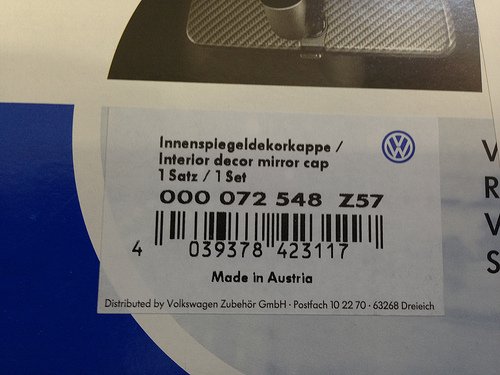 Innenspiegeldekorkappe /
Interior decor mirror cap
1 Satz / 1 Set
000 072 548 Z57
4 039378 423117
Made in Austria
Distributed by Volkswagen Zubehör GmbH · Postfach 10 22 70 · 63268 Dreieich
V
R
V
S